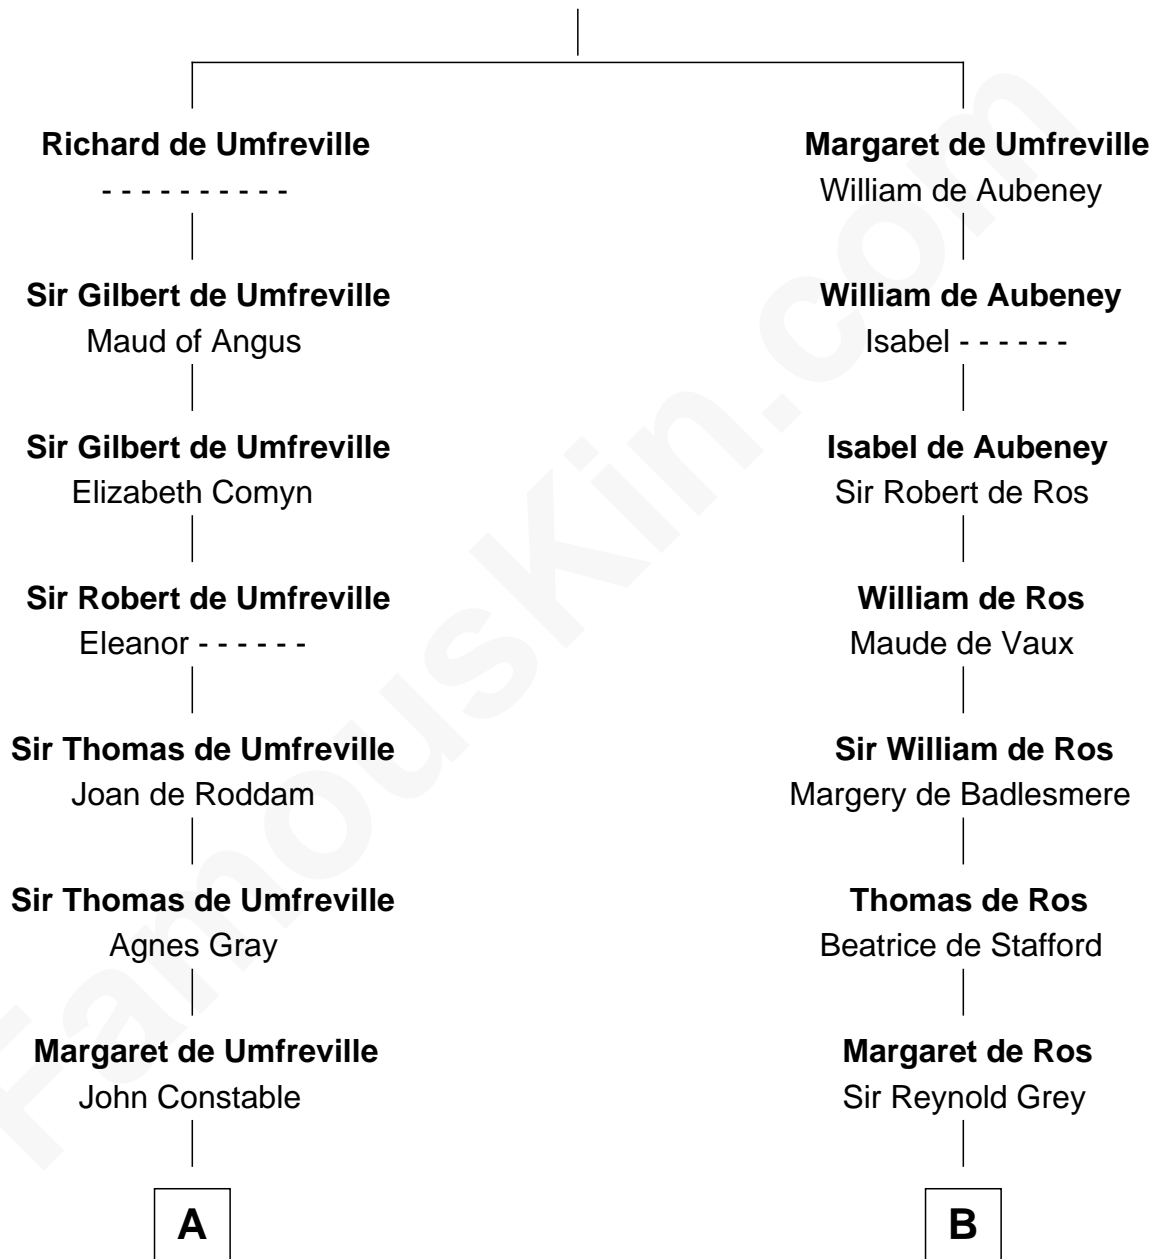 Richard de Umfreville
- - - - - - - - - -
Sir Gilbert de Umfreville
Maud of Angus
Sir Gilbert de Umfreville
Elizabeth Comyn
Sir Robert de Umfreville
Eleanor - - - - - -
Sir Thomas de Umfreville
Joan de Roddam
Sir Thomas de Umfreville
Agnes Gray
Margaret de Umfreville
John Constable
A
Margaret de Umfreville
William de Aubeney
William de Aubeney
Isabel - - - - - -
Isabel de Aubeney
Sir Robert de Ros
William de Ros
Maude de Vaux
Sir William de Ros
Margery de Badlesmere
Thomas de Ros
Beatrice de Stafford
Margaret de Ros
Sir Reynold Grey
B
FamousKin.com